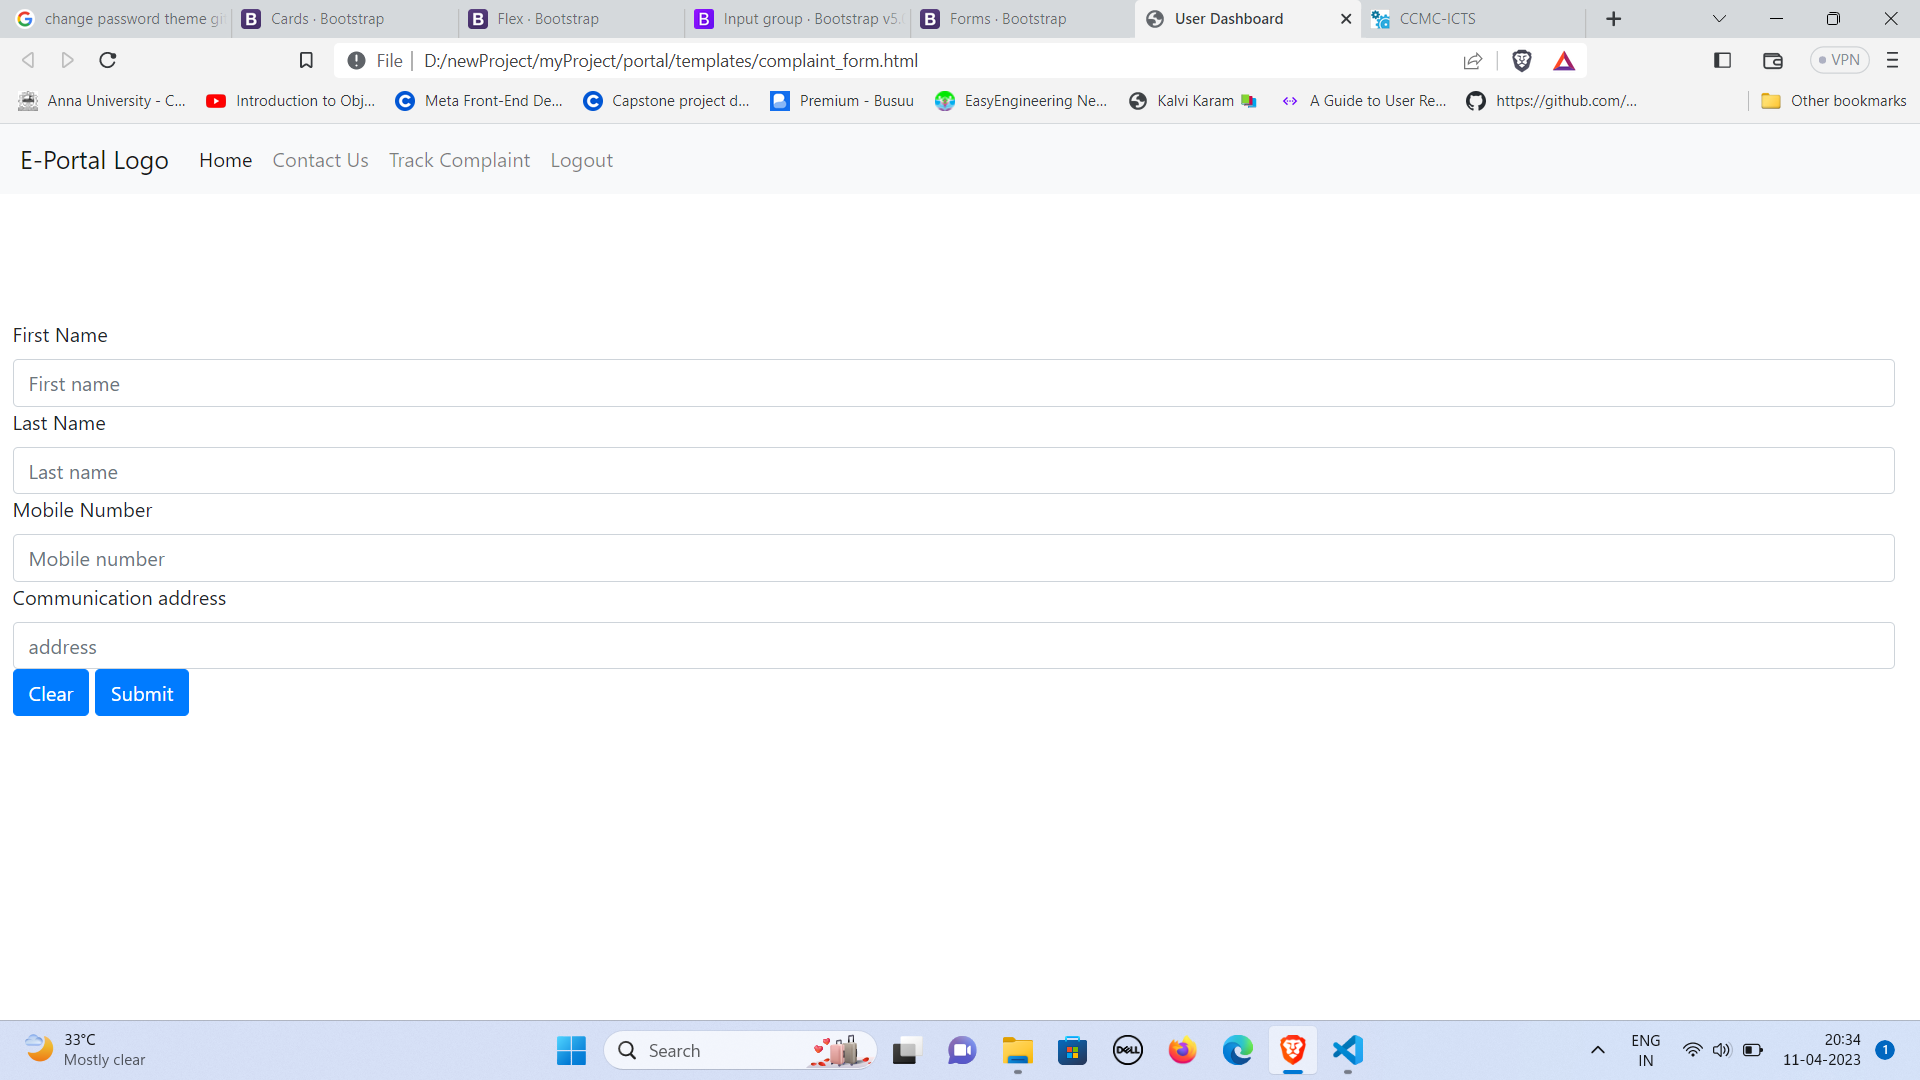 change password theme gi
Cards · Bootstrap
Flex · Bootstrap
Input group · Bootstrap v5.
Forms · Bootstrap
User Dashboard
CCMC-ICTS
File
D:/newProject/myProject/portal/templates/complaint_form.html
VPN
Anna University - C...
Introduction to Obj...
Meta Front-End De...
Capstone project d...
Premium - Busuu
EasyEngineering Ne...
Kalvi Karam
A Guide to User Re...
https://github.com/...
Other bookmarks
E-Portal Logo
Home
Contact Us
Track Complaint
Logout
First Name
First name
Last Name
Last name
Mobile Number
Mobile number
Communication address
address
Clear
Submit
33°C
Mostly clear
Search
DELL
ENG
IN
20:34
11-04-2023
1